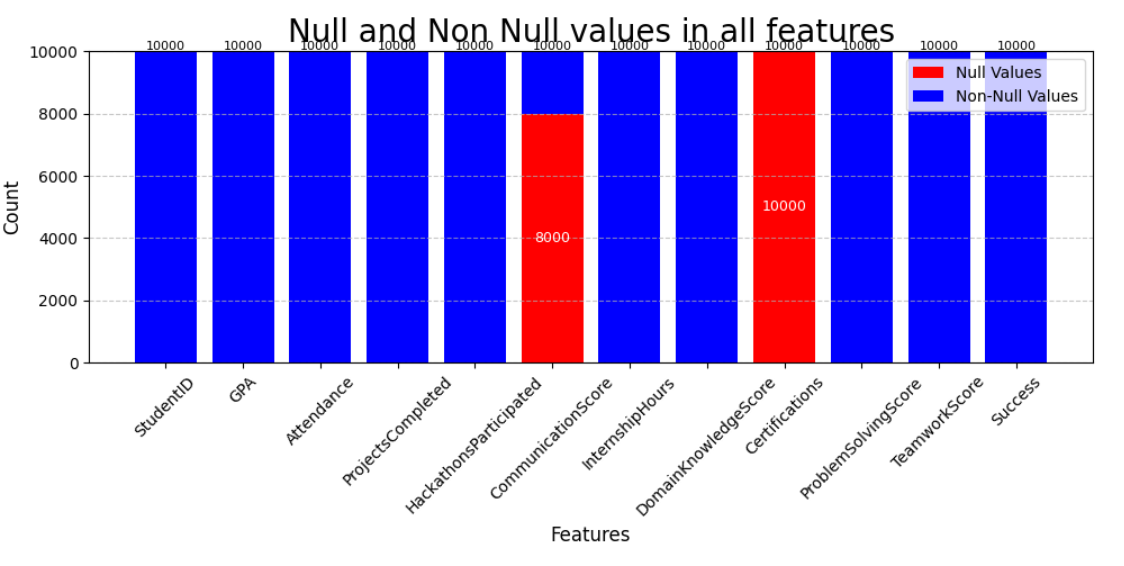 Null and Non Null values in all features
10000 10000 10000 10000 10000 10000 10000 10000 10000 10000 10000 10000
10000
8000
6000
4000
2000
0
Count
Null Values
Non-Null Values
8000
10000
StudentID
GPA
Attendance
ProjectsCompleted
HackathonsParticipated
CommunicationScore
InternshipHours
DomainKnowledgeScore
Certifications
ProblemSolvingScore
TeamworkScore
Success
Features